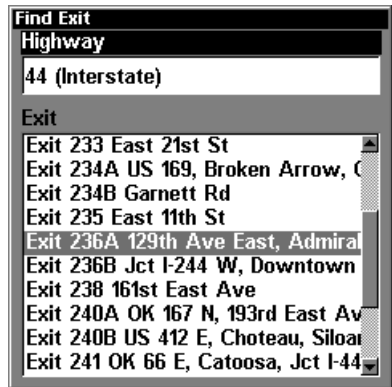 Find Exit
Highway
44 (Interstate)
Exit
Exit 233 East 21st St
Exit 234A US 169, Broken Arrow,
Exit 234B Garnett Rd
Exit 235 East 11th St
Exit 236A 129th Ave East, Admiral
Exit 236B Jct I-244 W, Downtown
Exit 238 161st East Ave
Exit 240A OK 167 N, 193rd East Av
Exit 240B US 412 E, Choteau, Siloa
Exit 241 OK 66 E, Catoosa, Jct I-44